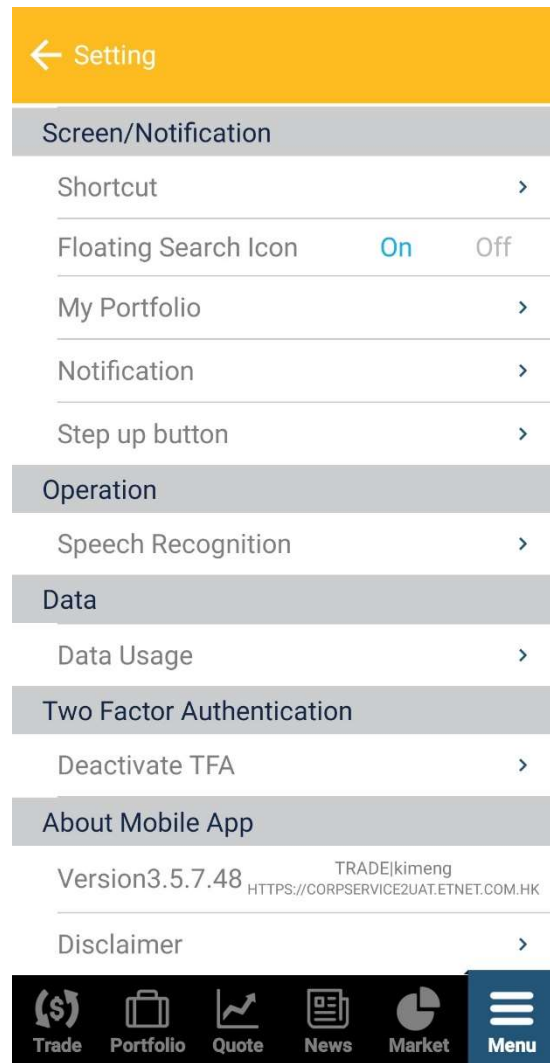 Setting
Screen/Notification
Shortcut
Floating Search Icon On Off
My Portfolio
Notification
Step up button
Operation
Speech Recognition
Data
Data Usage
Two Factor Authentication
Deactivate TFA
About Mobile App
Version3.5.7.48 TRADE|kimeng
HTTPS://CORPSERVICE2UAT.ETNET.COM.HK
Disclaimer
Trade Portfolio Quote News Market Menu